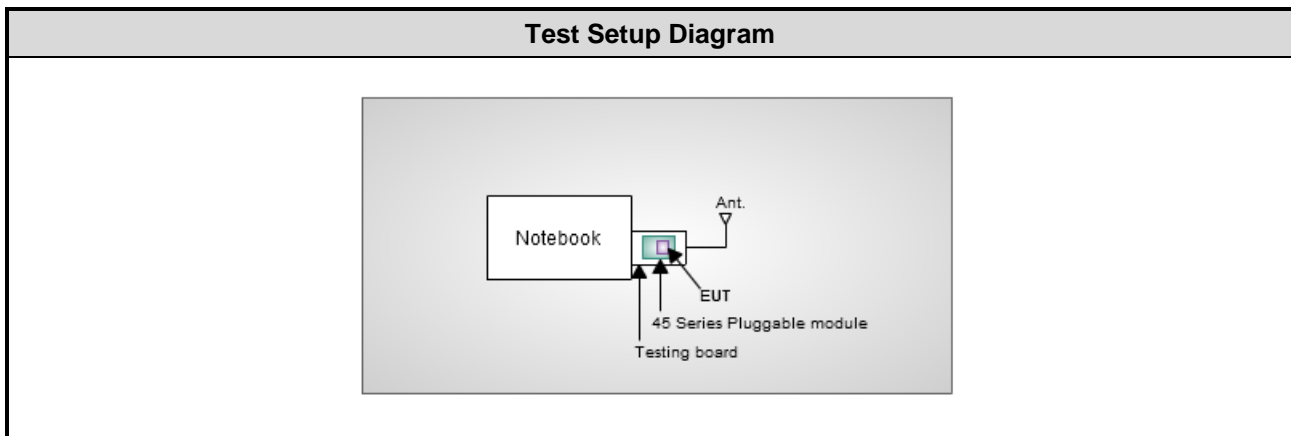 Test Setup Diagram
Ant.
Notebook
EUT
45 Series Pluggable module
Testing board